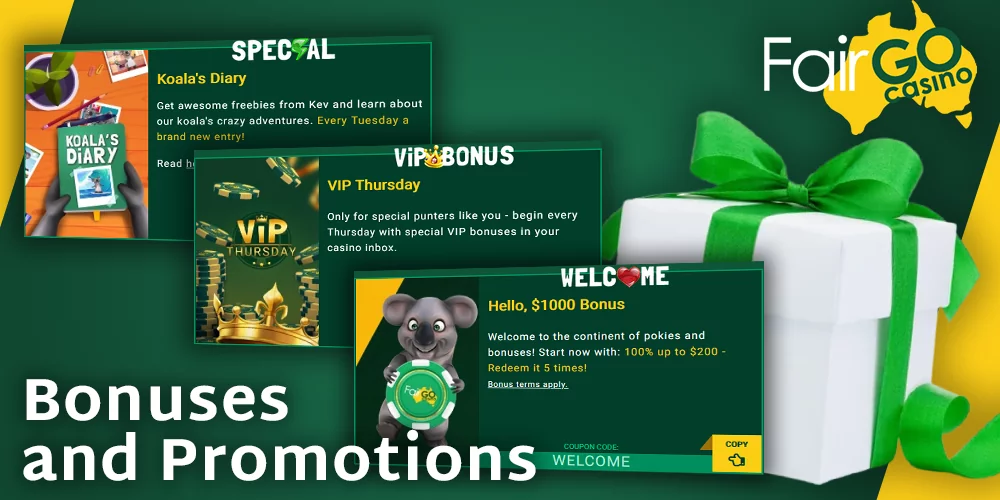 FairGO
casino
SPECIAL
Koala's Diary
Get awesome freebies from Kev and learn about
our koala's crazy adventures. Every Tuesday a
brand new entry!
Read
KOALA'S
DiARY
ViP BONUS
VIP Thursday
Only for special punters like you - begin every
Thursday with special VIP bonuses in your
casino inbox.
ViP
THURSDAY
WELCOME
Hello, $1000 Bonus
Welcome to the continent of pokies and
bonuses! Start now with: 100% up to $200 -
Redeem it 5 times!
Bonus terms apply.
FairGO
COUPON CODE:
WELCOME
COPY
Bonuses
and Promotions